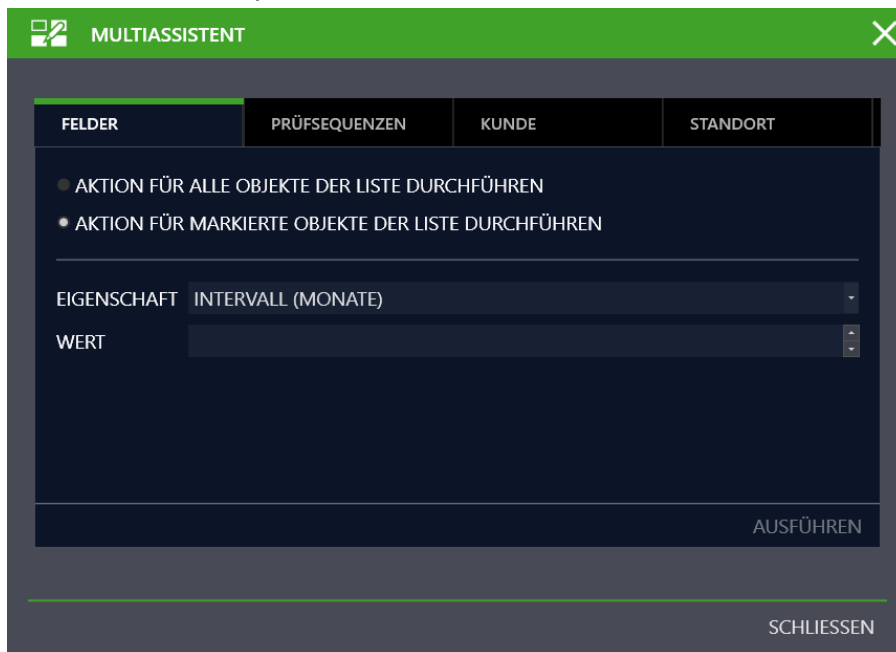 MULTIASSISTENT
FELDER PRÜFSEQUENZEN KUNDE STANDORT
AKTION FÜR ALLE OBJEKTE DER LISTE DURCHFÜHREN
AKTION FÜR MARKIERTE OBJEKTE DER LISTE DURCHFÜHREN
EIGENSCHAFT INTERVALL (MONATE)
WERT
AUSFÜHREN
SCHLIESSEN